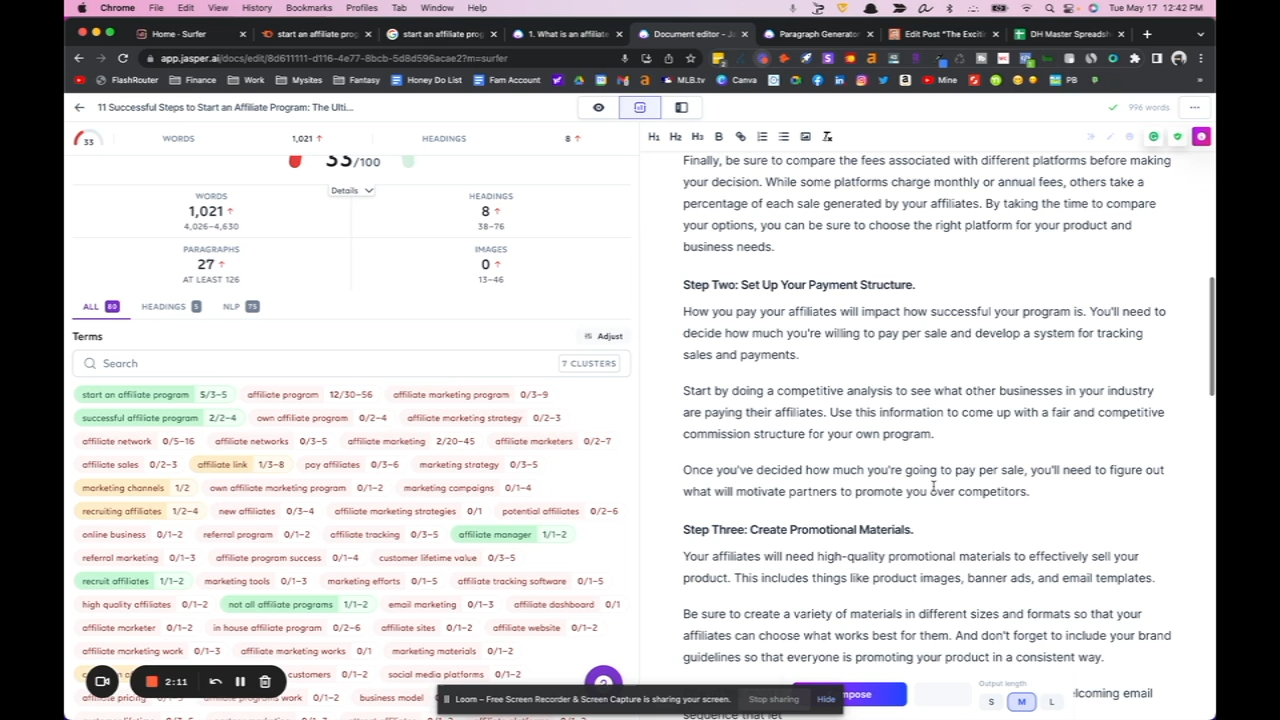 Chrome File Edit View History Bookmarks Profiles Tab Window Help Tue May 17 12:42 PM
Home - Surfer start an affiliate pro start an affiliate prog 1. What is an affiliate Document editor - Ja Paragraph Generator Edit Post "The Exciti DH Master Spreadsh
app.jasper.ai/docs/edit/8d611111-d116-4e77-8bcb-5d8d596acae2?m=surfer
FlashRouter Finance Work Mysites Fantasy Honey Do List Fam Account MLB.tv Canva Mine PB
11 Successful Steps to Start an Affiliate Program: The Ulti... 996 words
33 WORDS 1,021 HEADINGS 8
H1 H2 H3 B
33/100
Details
WORDS HEADINGS
1,021 8
4,026–4,630 38–76
PARAGRAPHS IMAGES
27 0
AT LEAST 126 13–46
ALL 80 HEADINGS 5 NLP 75
Terms Adjust
Search 7 CLUSTERS
start an affiliate program 5/3–5 affiliate program 12/30–56 affiliate marketing program 0/3–9
successful affiliate program 2/2–4 own affiliate program 0/2–4 affiliate marketing strategy 0/2–3
affiliate network 0/5–16 affiliate networks 0/3–5 affiliate marketing 2/20–45 affiliate marketers 0/2–7
affiliate sales 0/2–3 affiliate link 1/3–8 pay affiliates 0/3–6 marketing strategy 0/3–5
marketing channels 1/2 own affiliate marketing program 0/1–2 marketing campaigns 0/1–4
recruiting affiliates 1/2–4 new affiliates 0/3–4 affiliate marketing strategies 0/1 potential affiliates 0/2–6
online business 0/1–2 referral program 0/1–2 affiliate tracking 0/3–5 affiliate manager 1/1–2
referral marketing 0/1–3 affiliate program success 0/1–4 customer lifetime value 0/3–5
recruit affiliates 1/1–2 marketing tools 0/1–3 marketing efforts 0/1–5 affiliate tracking software 0/1–5
high quality affiliates 0/1–2 not all affiliate programs 1/1–2 email marketing 0/1–3 affiliate dashboard 0/1
affiliate marketer 0/1–2 in house affiliate program 0/2–6 affiliate sites 0/1–2 affiliate website 0/1–2
affiliate marketing work 0/1–3 affiliate marketing works 0/1 marketing materials 0/1–2
customers 0/1–2 social media platforms 0/1–2
affiliate pricing programs work 0/1–2 business model
2:11
Finally, be sure to compare the fees associated with different platforms before making
your decision. While some platforms charge monthly or annual fees, others take a
percentage of each sale generated by your affiliates. By taking the time to compare
your options, you can be sure to choose the right platform for your product and
business needs.
Step Two: Set Up Your Payment Structure.
How you pay your affiliates will impact how successful your program is. You'll need to
decide how much you're willing to pay per sale and develop a system for tracking
sales and payments.
Start by doing a competitive analysis to see what other businesses in your industry
are paying their affiliates. Use this information to come up with a fair and competitive
commission structure for your own program.
Once you've decided how much you're going to pay per sale, you'll need to figure out
what will motivate partners to promote you over competitors.
Step Three: Create Promotional Materials.
Your affiliates will need high-quality promotional materials to effectively sell your
product. This includes things like product images, banner ads, and email templates.
Be sure to create a variety of materials in different sizes and formats so that your
affiliates can choose what works best for them. And don't forget to include your brand
guidelines so that everyone is promoting your product in a consistent way.
elcoming email
sequence that let
Loom – Free Screen Recorder & Screen Capture is sharing your screen. Stop sharing Hide
mpose
Output length
S M L